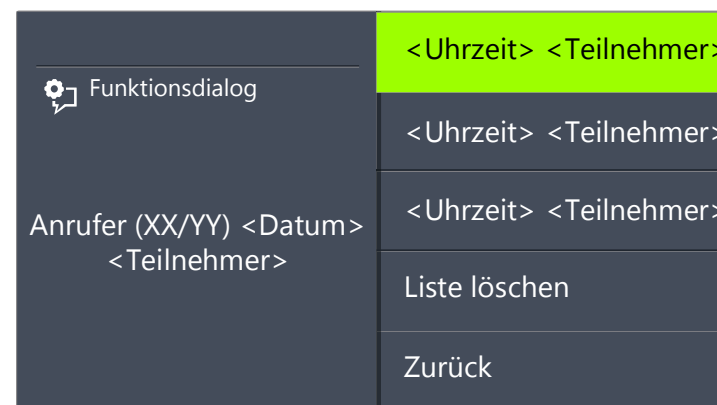 Funktionsdialog
Anrufer (XX/YY) <Datum>
<Teilnehmer>
<Uhrzeit> <Teilnehmer>
<Uhrzeit> <Teilnehmer>
<Uhrzeit> <Teilnehmer>
Liste löschen
Zurück